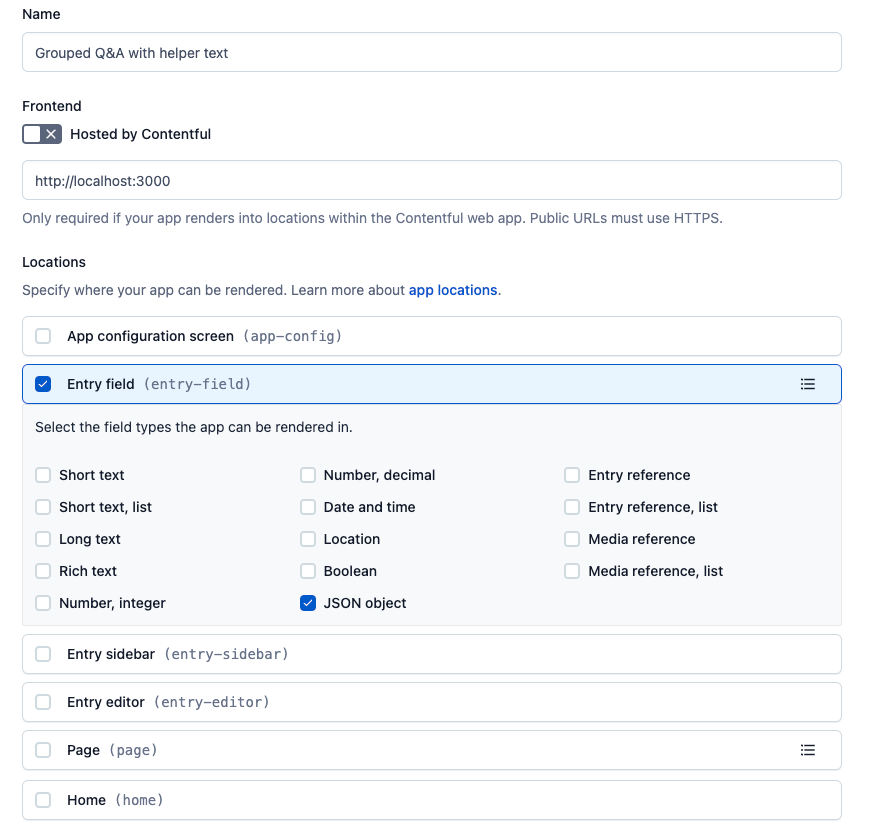 Name
Grouped Q&A with helper text
Frontend
Hosted by Contentful
http://localhost:3000
Only required if your app renders into locations within the Contentful web app. Public URLs must use HTTPS.
Locations
Specify where your app can be rendered. Learn more about app locations.
App configuration screen (app-config)
Entry field (entry-field)
Select the field types the app can be rendered in.
Short text Number, decimal Entry reference
Short text, list Date and time Entry reference, list
Long text Location Media reference
Rich text Boolean Media reference, list
Number, integer JSON object
Entry sidebar (entry-sidebar)
Entry editor (entry-editor)
Page (page)
Home (home)